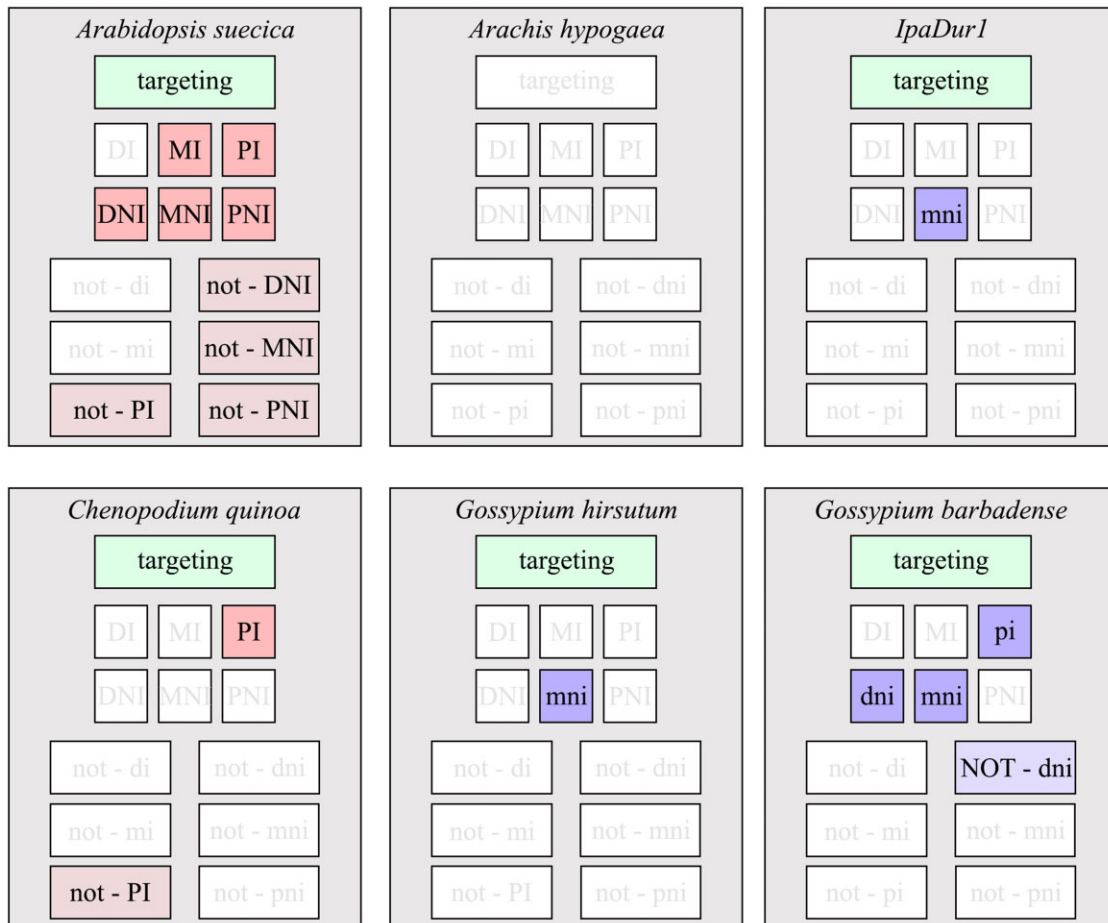 Arabidopsis suecica
targeting
DI MI PI
DNI MNI PNI
not - di not - DNI
not - mi not - MNI
not - PI not - PNI
Arachis hypogaea
targeting
DI MI PI
DNI MNI PNI
not - di not - dni
not - mi not - mni
not - pi not - pni
IpaDur1
targeting
DI MI PI
DNI mni PNI
not - di not - dni
not - mi not - mni
not - pi not - pni
Chenopodium quinoa
targeting
DI MI PI
DNI MNI PNI
not - di not - dni
not - mi not - mni
not - PI not - pni
Gossypium hirsutum
targeting
DI MI PI
DNI mni PNI
not - di not - dni
not - mi not - mni
not - PI not - pni
Gossypium barbadense
targeting
DI MI pi
dni mni PNI
not - di NOT - dni
not - mi not - mni
not - pi not - pni